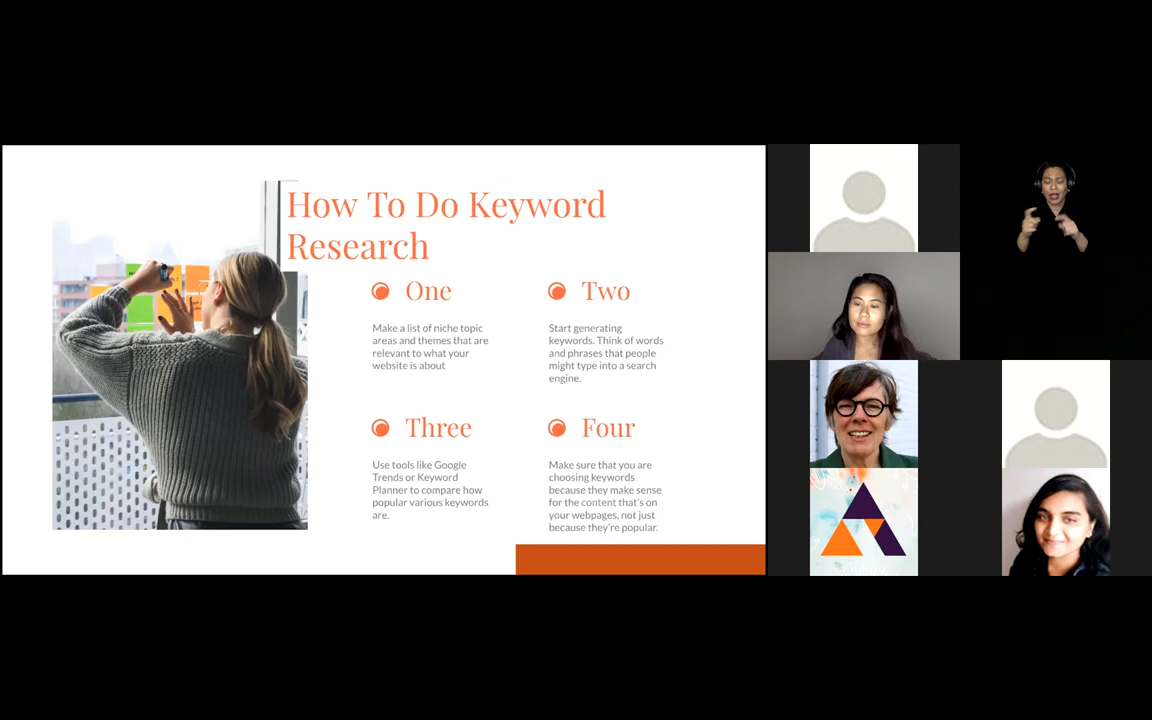 How To Do Keyword
Research
One
Make a list of niche topic
areas and themes that are
relevant to what your
website is about
Two
Start generating
keywords. Think of words
and phrases that people
might type into a search
engine.
Three
Use tools like Google
Trends or Keyword
Planner to compare how
popular various keywords
are.
Four
Make sure that you are
choosing keywords
because they make sense
for the content that's on
your webpages, not just
because they're popular.